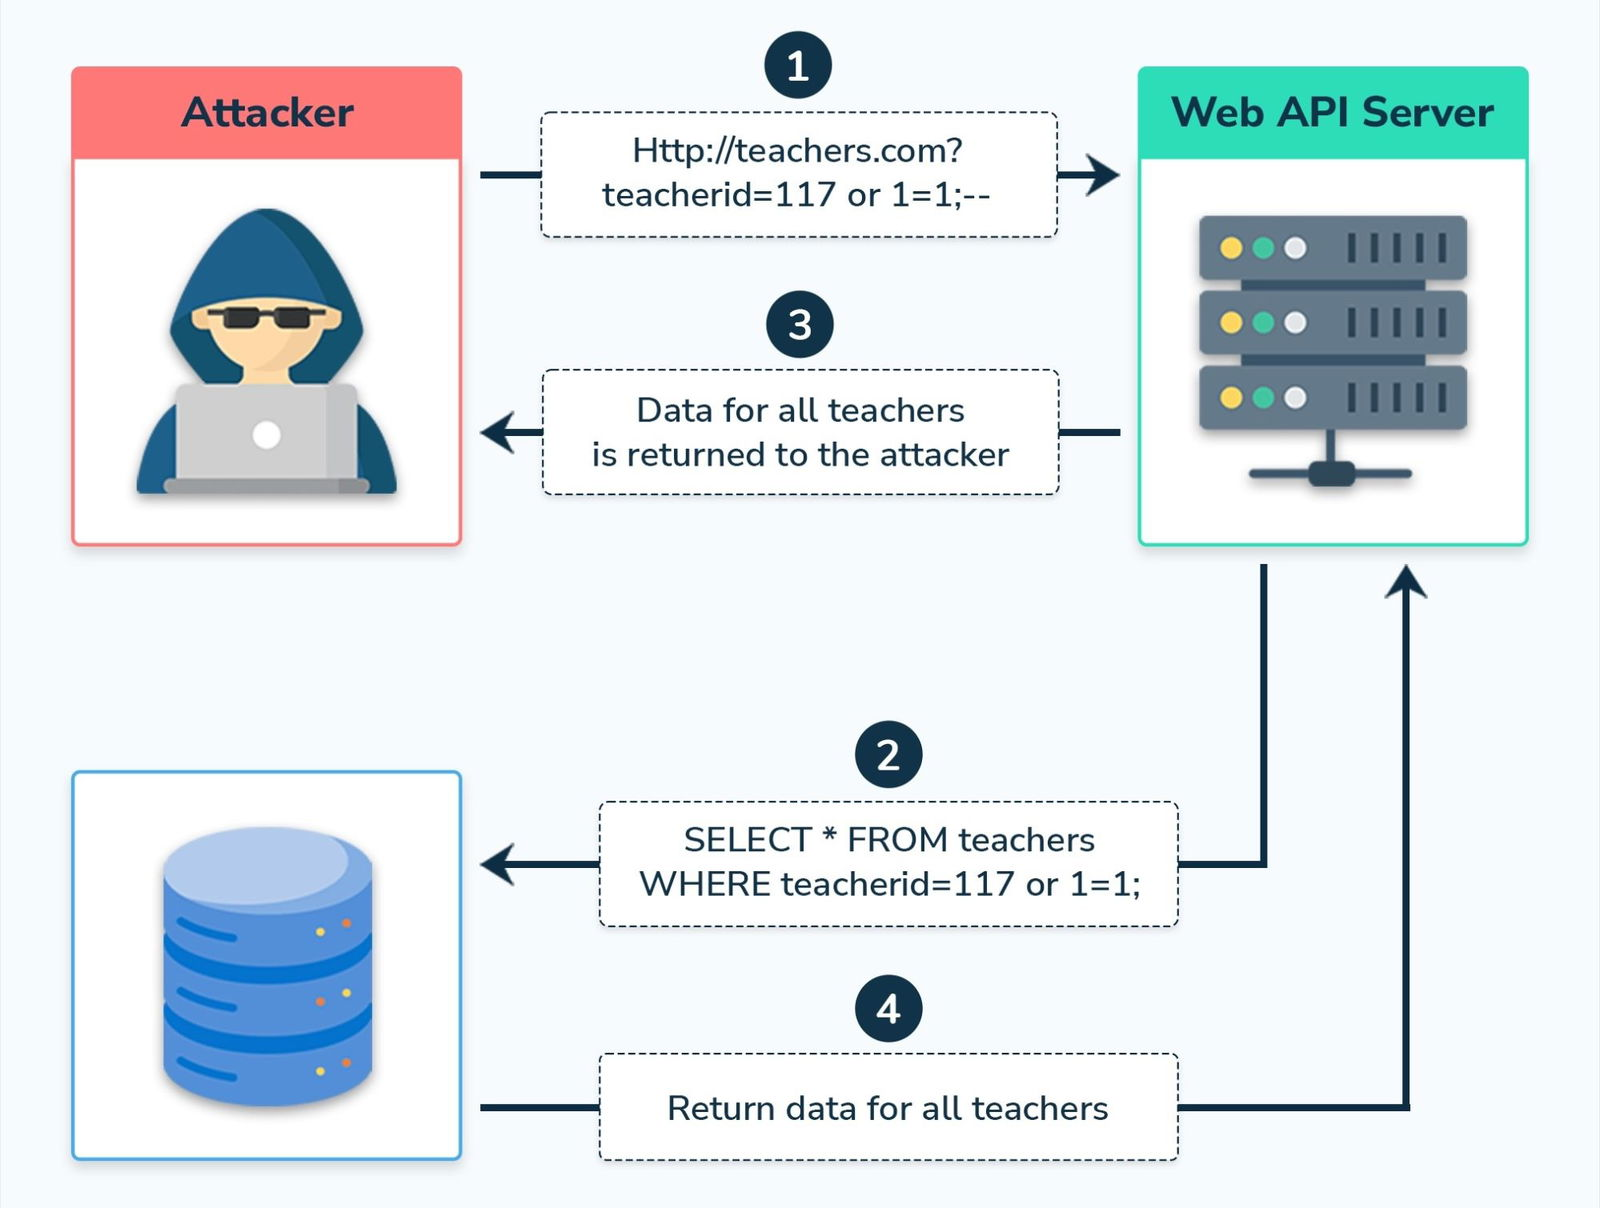 Attacker
1
Http://teachers.com?
teacherid=117 or 1=1;--
Web API Server
3
Data for all teachers
is returned to the attacker
2
SELECT * FROM teachers
WHERE teacherid=117 or 1=1;
4
Return data for all teachers